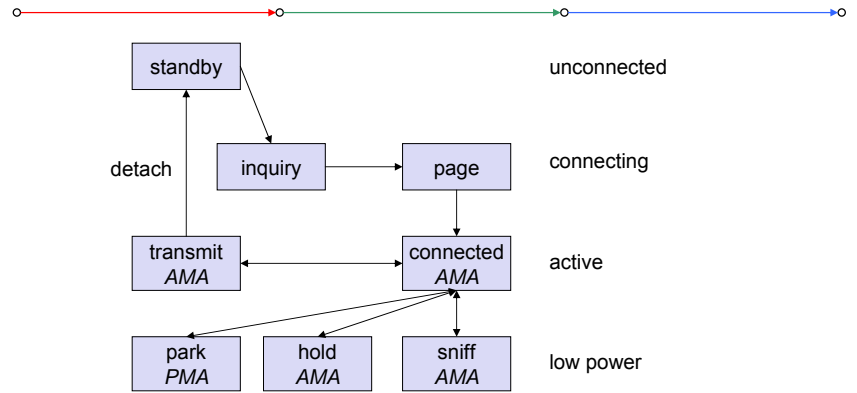 standby
unconnected
detach
inquiry
page
connecting
transmit
AMA
connected
AMA
active
park
PMA
hold
AMA
sniff
AMA
low power